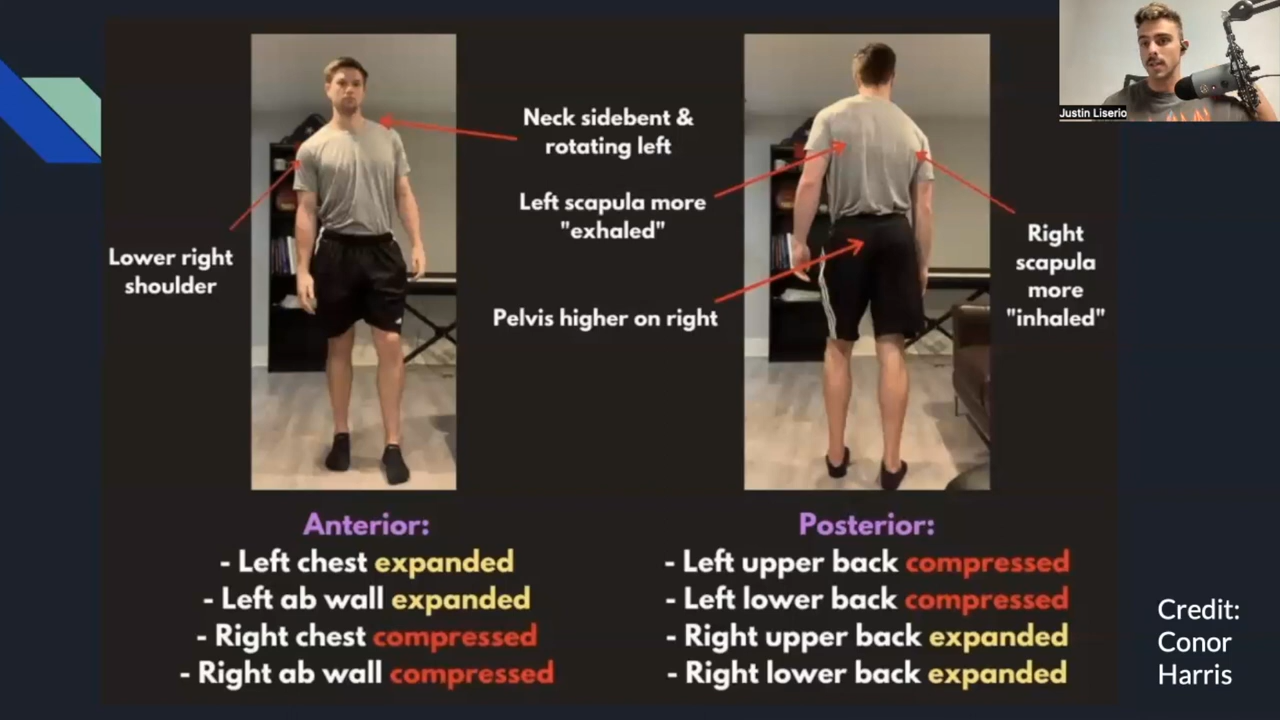 Justin Liserio
Neck sidebent &
rotating left
Left scapula more
"exhaled"
Lower right
shoulder
Pelvis higher on right
Right
scapula
more
"inhaled"
Anterior:
- Left chest expanded
- Left ab wall expanded
- Right chest compressed
- Right ab wall compressed
Posterior:
- Left upper back compressed
- Left lower back compressed
- Right upper back expanded
- Right lower back expanded
Credit:
Conor
Harris